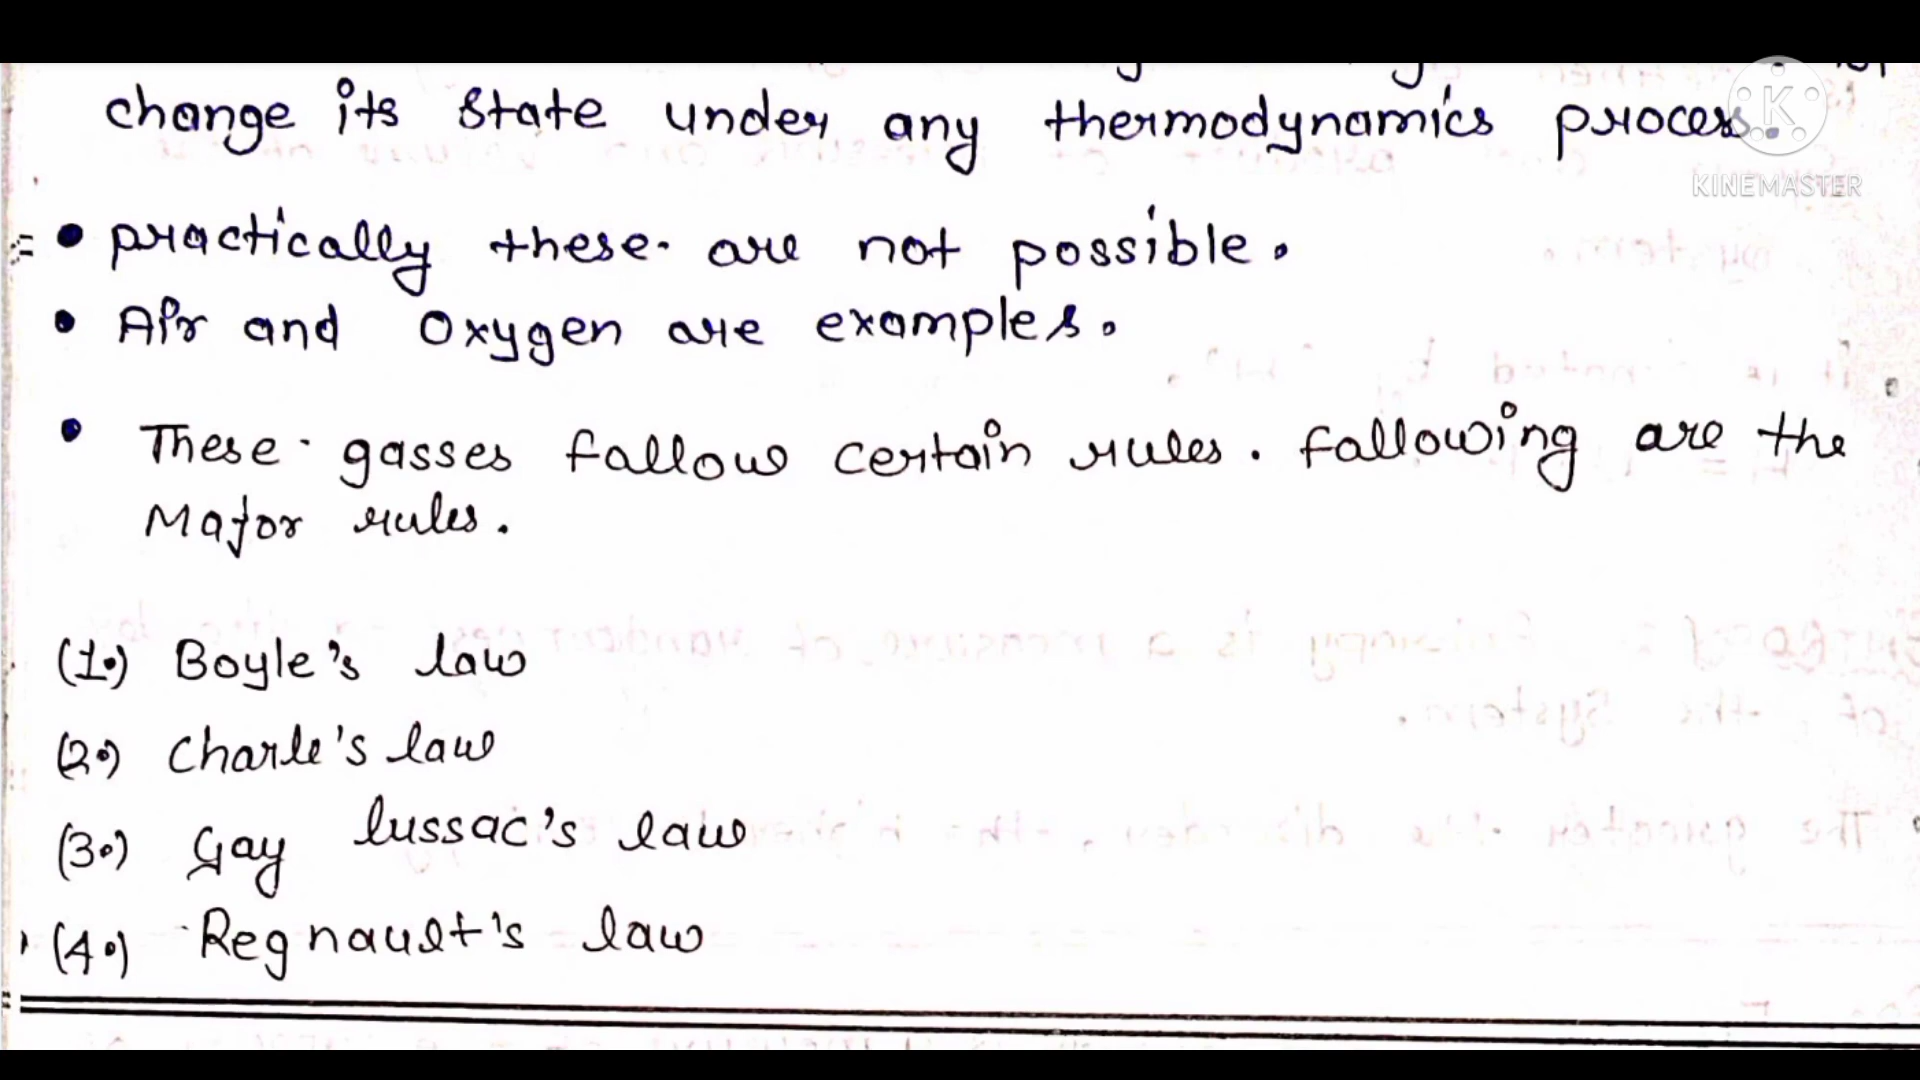 change its state under any thermodynamics process.
KINEMASTER
• practically these are not possible.
• Air and Oxygen are examples.
• These gasses fallow certain rules. fallowing are the
Major rules.
(1.) Boyle's law
(2.) Charle's law
(3.) Gay lussac's law
(4.) Regnault's law